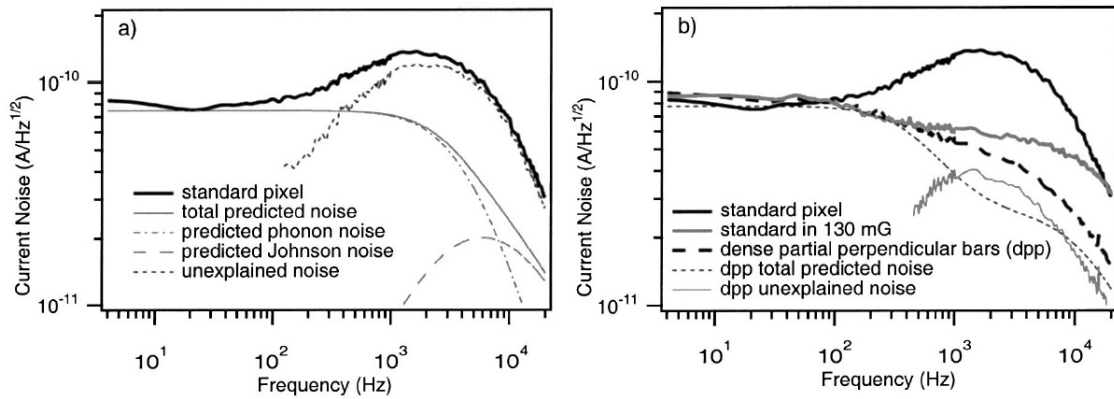 a)
Current Noise (A/Hz^1/2)
10^-10
10^-11
standard pixel
total predicted noise
predicted phonon noise
predicted Johnson noise
unexplained noise
10^1 10^2 10^3 10^4
Frequency (Hz)
b)
Current Noise (A/Hz^1/2)
10^-10
10^-11
standard pixel
standard in 130 mG
dense partial perpendicular bars (dpp)
dpp total predicted noise
dpp unexplained noise
10^1 10^2 10^3 10^4
Frequency (Hz)